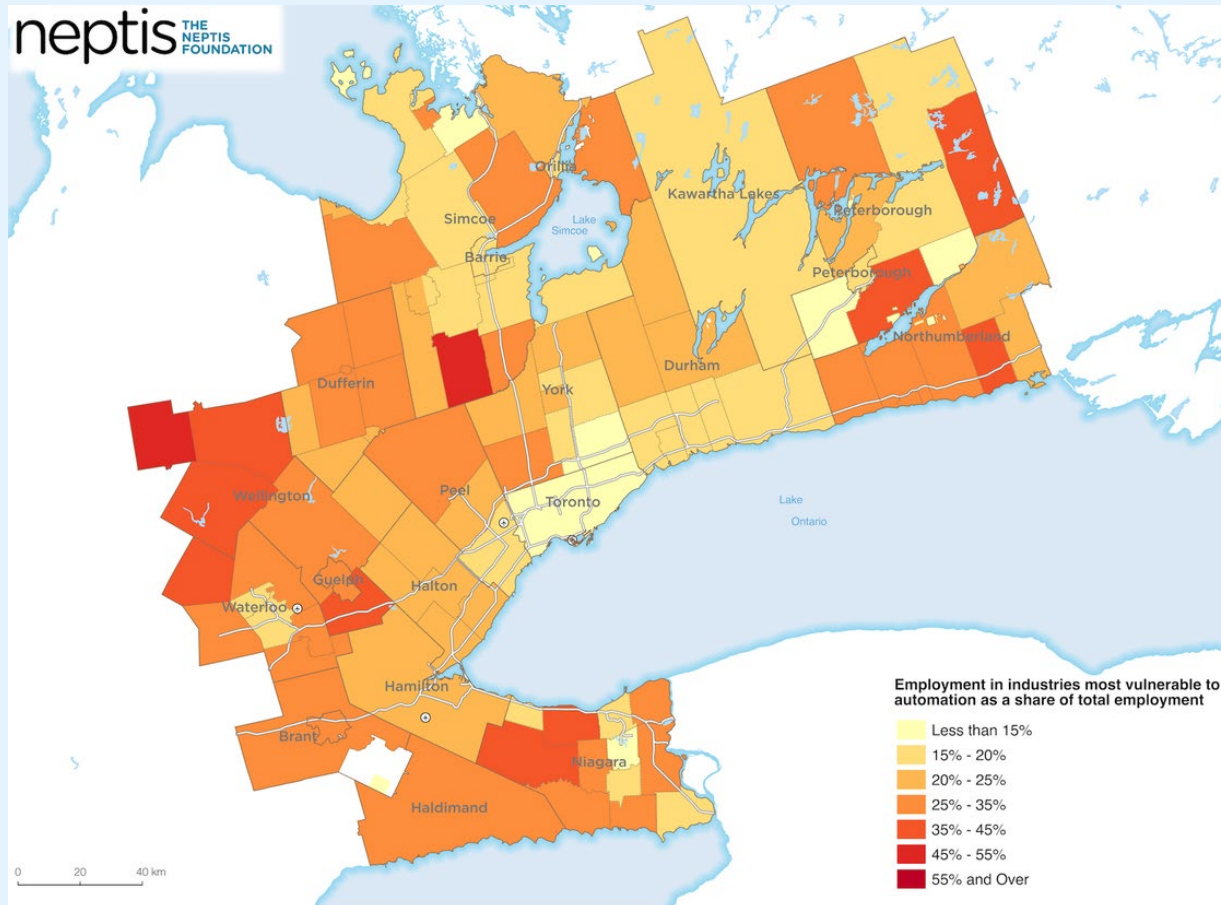 neptis THE
NEPTIS
FOUNDATION
Orillia
Kawartha Lakes
Peterborough
Simcoe
Lake
Simcoe
Barrie
Peterborough
Northumberland
Durham
Dufferin
York
Wellington
Peel
Toronto
Lake
Ontario
Guelph
Halton
Waterloo
Hamilton
Brant
Niagara
Haldimand
Employment in industries most vulnerable to
automation as a share of total employment
Less than 15%
15% - 20%
20% - 25%
25% - 35%
35% - 45%
45% - 55%
55% and Over
0 20 40 km